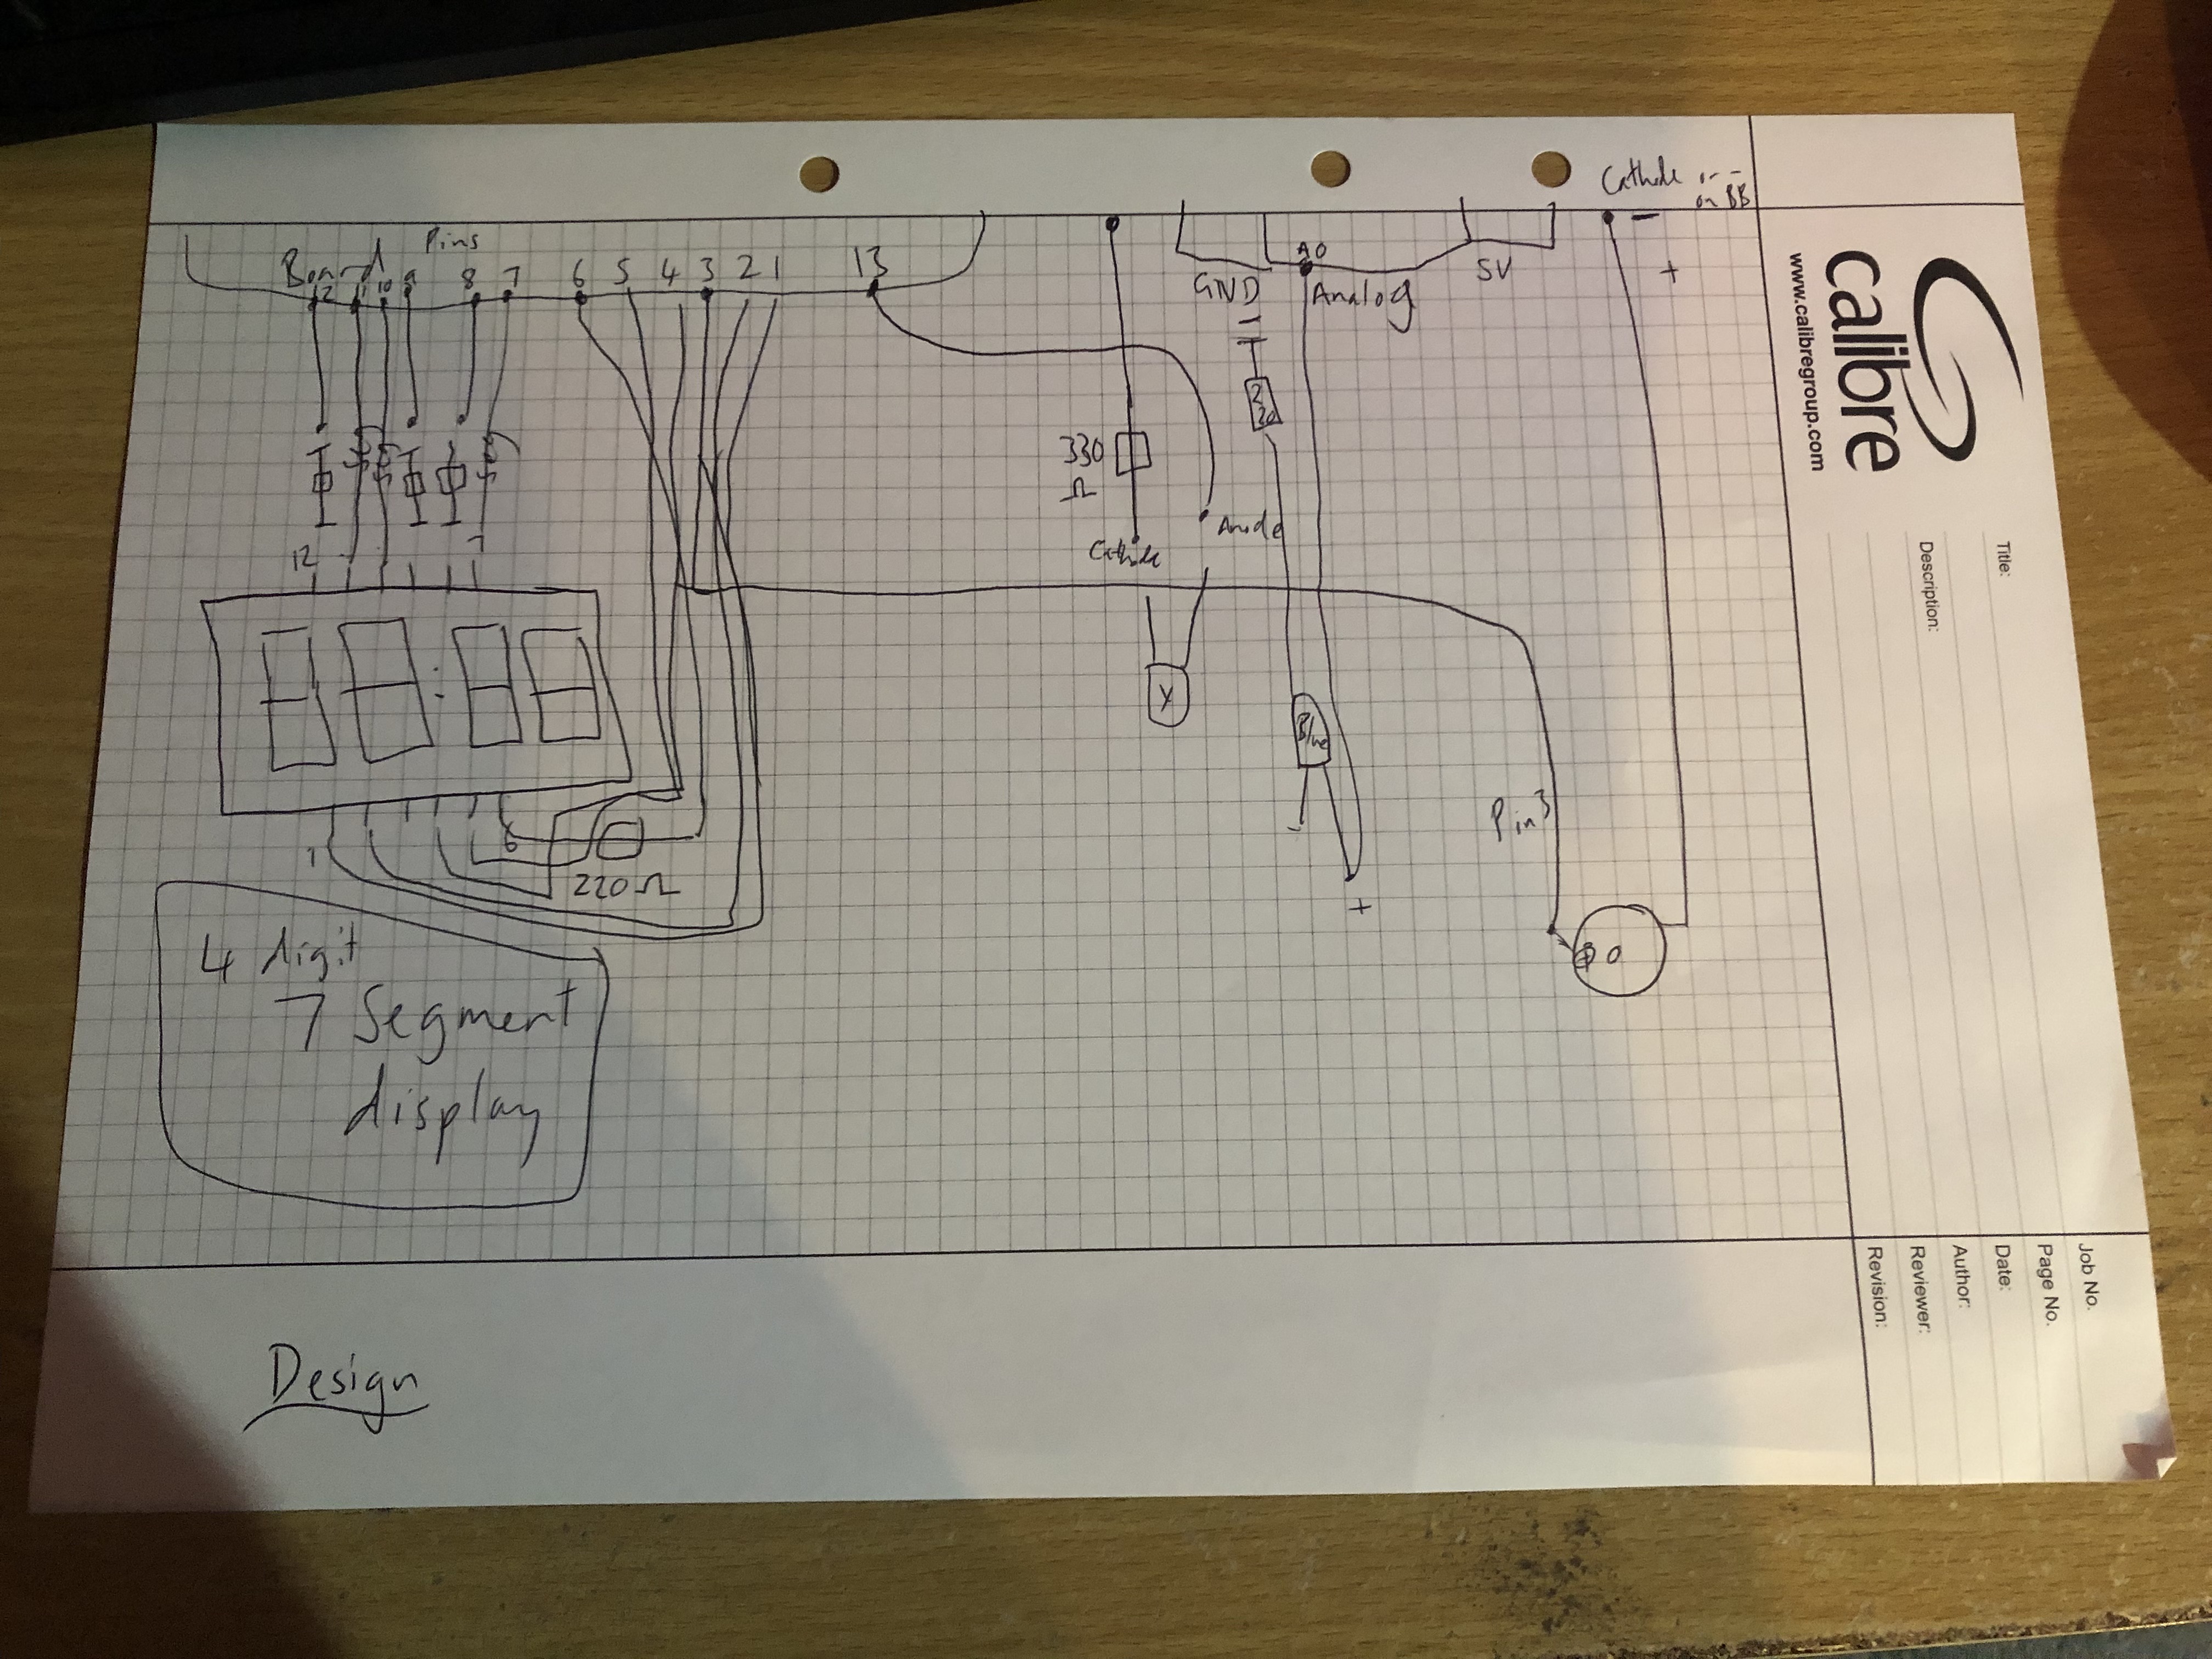 Cathode or -
on BB
Pins
Board
12 11 10 9 8 7 6 5 4 3 2 1 13
A0
GND
Analog
5V
-
+
220
330
Ω
Anode
Cathode
12
7
Y
Blue
-
+
Pin 3
1
6
220 Ω
4 digit
7 Segment
display
Design
calibre
www.calibregroup.com
Title:
Description:
Job No.
Page No.
Date:
Author:
Reviewer:
Revision: